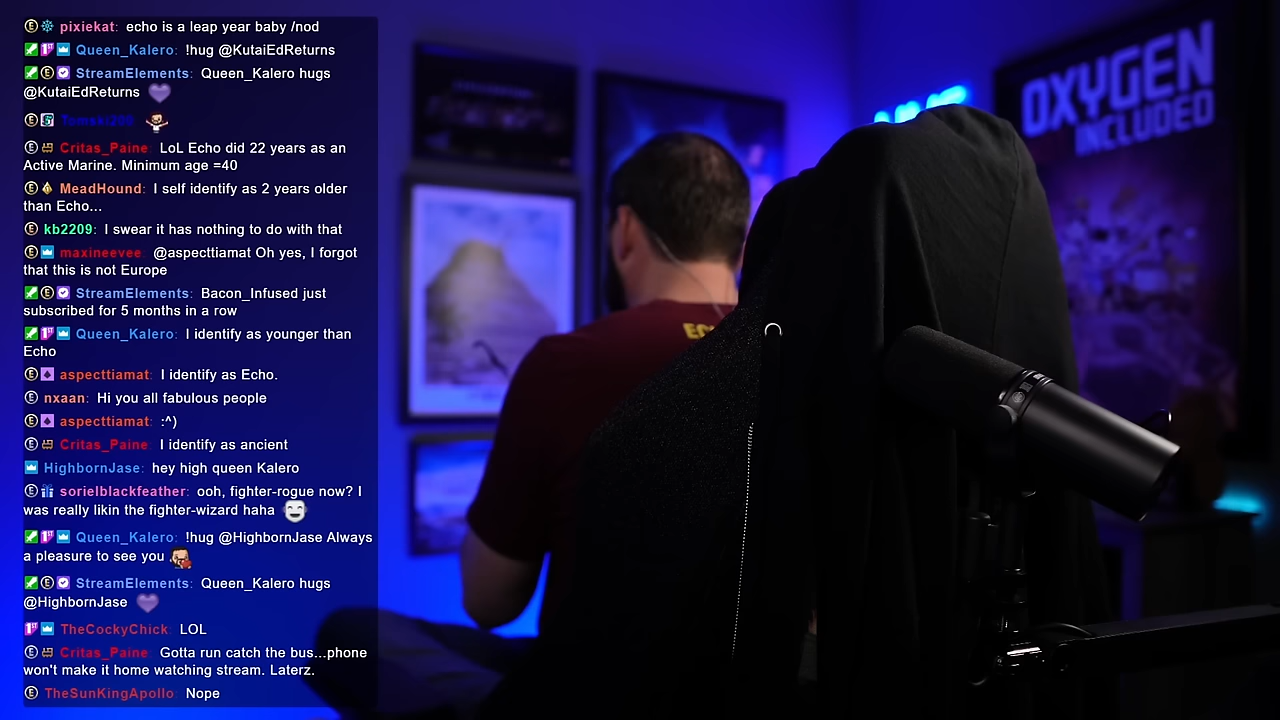 pixiekat: echo is a leap year baby /nod
Queen_Kalero: !hug @KutaiEdReturns
StreamElements: Queen_Kalero hugs
@KutaiEdReturns
Tomski206
Critas_Paine: LoL Echo did 22 years as an
Active Marine. Minimum age =40
MeadHound: I self identify as 2 years older
than Echo...
kb2209: I swear it has nothing to do with that
maxineevee: @aspecttiamat Oh yes, I forgot
that this is not Europe
StreamElements: Bacon_Infused just
subscribed for 5 months in a row
Queen_Kalero: I identify as younger than
Echo
aspecttiamat: I identify as Echo.
nxaan: Hi you all fabulous people
aspecttiamat: :^)
Critas_Paine: I identify as ancient
HighbornJase: hey high queen Kalero
sorielblackfeather: ooh, fighter-rogue now? I
was really likin the fighter-wizard haha
Queen_Kalero: !hug @HighbornJase Always
a pleasure to see you
StreamElements: Queen_Kalero hugs
@HighbornJase
TheCockyChick: LOL
Critas_Paine: Gotta run catch the bus...phone
won't make it home watching stream. Laterz.
TheSunKingApollo: Nope
OXYGEN
INCLUDED